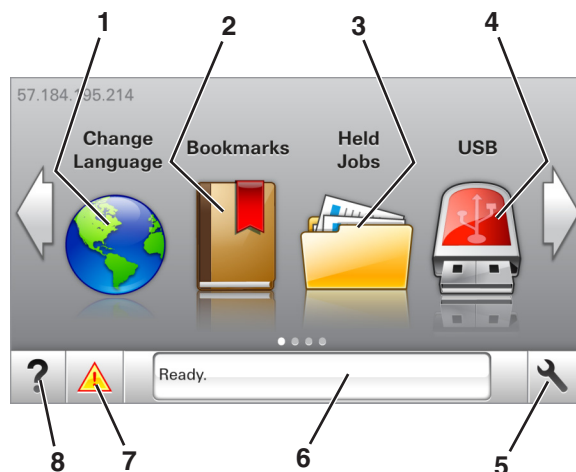 1 2 3 4
57.184.195.214
Change
Language
Bookmarks
Held
Jobs
USB
? Ready.
8 7 6 5